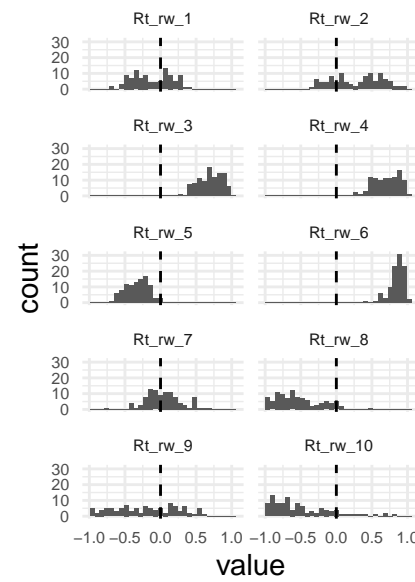 Rt_rw_1 Rt_rw_2
30
20
10
0
Rt_rw_3 Rt_rw_4
30
20
10
0
Rt_rw_5 Rt_rw_6
30
20
10
0
count
Rt_rw_7 Rt_rw_8
30
20
10
0
Rt_rw_9 Rt_rw_10
30
20
10
0
−1.0 −0.5 0.0 0.5 1.0 −1.0 −0.5 0.0 0.5 1.0
value